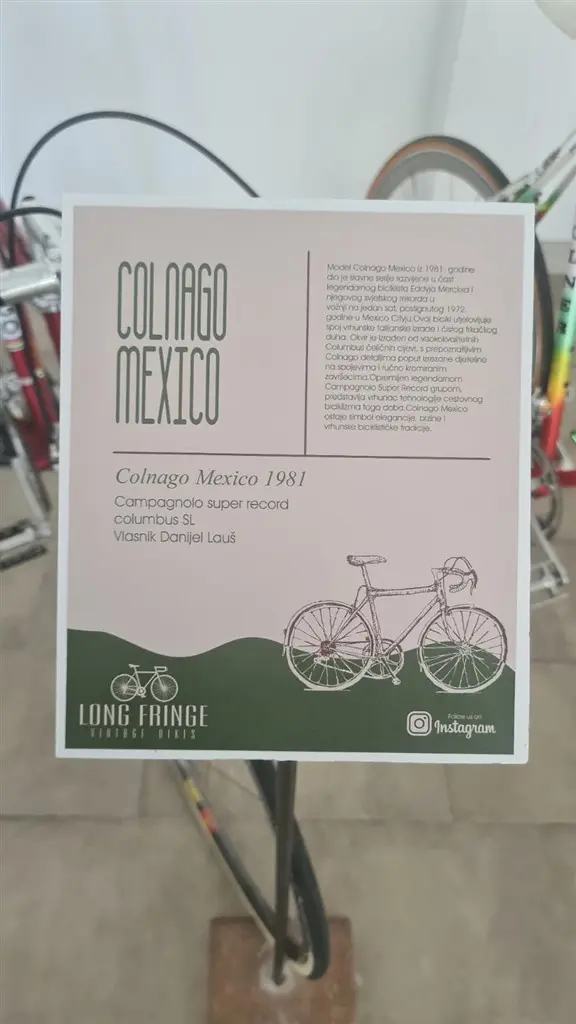 COLNAGO
MEXICO
Model Colnago Mexico iz 1981. godine
dio je slavne serije razvijene u čast
legendarnog bicikliste Eddyja Merckxa i
njegovog svjetskog rekorda u
vožnji na jedan sat, postignutog 1972.
godine u Mexico Cityju. Ovaj bicikl utjelovljuje
spoj vrhunske talijanske izrade i čistog trkačkog
duha. Okvir je izrađen od visokokvalitetnih
Columbus čeličnih cijevi, s prepoznatljivim
Colnago detaljima poput izrezane djeteline
na spojevima i ručno kromiranim
završecima. Opremljen legendarnom
Campagnolo Super Record grupom,
predstavlja vrhunac tehnologije cestovnog
biciklizma toga doba. Colnago Mexico
ostaje simbol elegancije, brzine i
vrhunske biciklističke tradicije.
Colnago Mexico 1981
Campagnolo super record
columbus SL
Vlasnik Danijel Lauš
LONG FRINGE
VINTAGE BIKES
Follow us on
Instagram